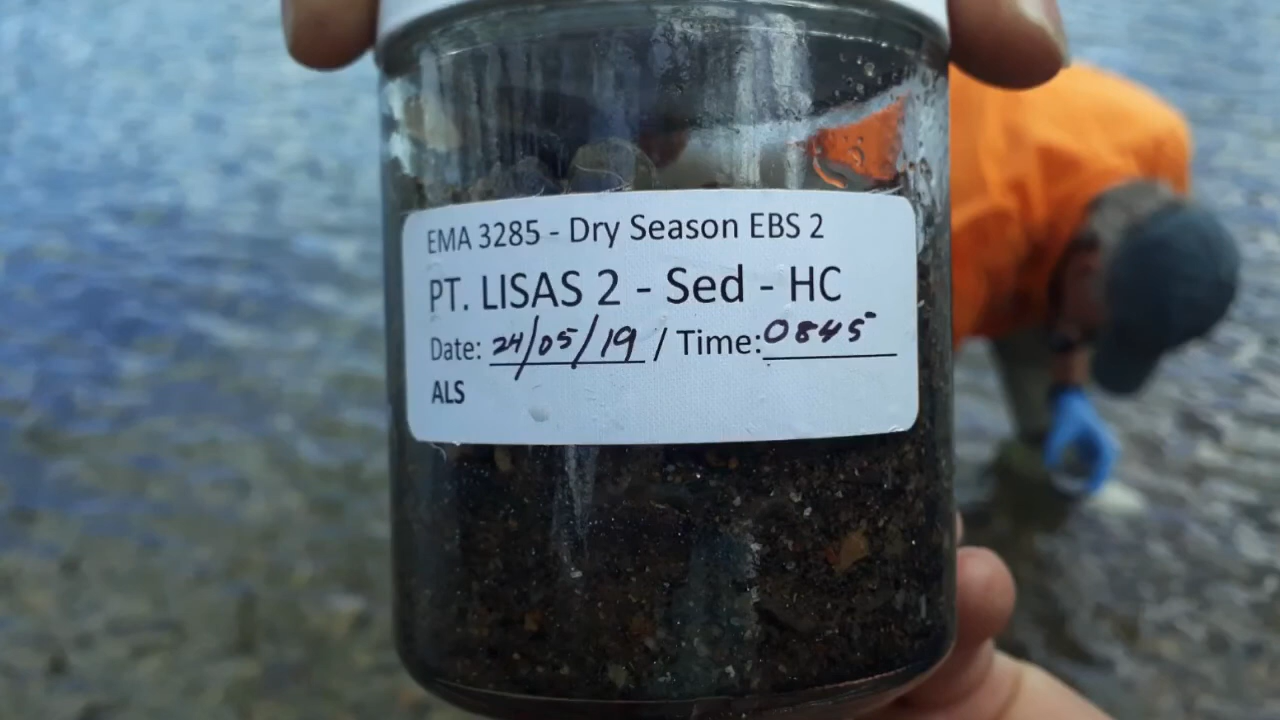 EMA 3285 - Dry Season EBS 2
PT. LISAS 2 - Sed - HC
Date: 24/05/19 / Time: 0845
ALS